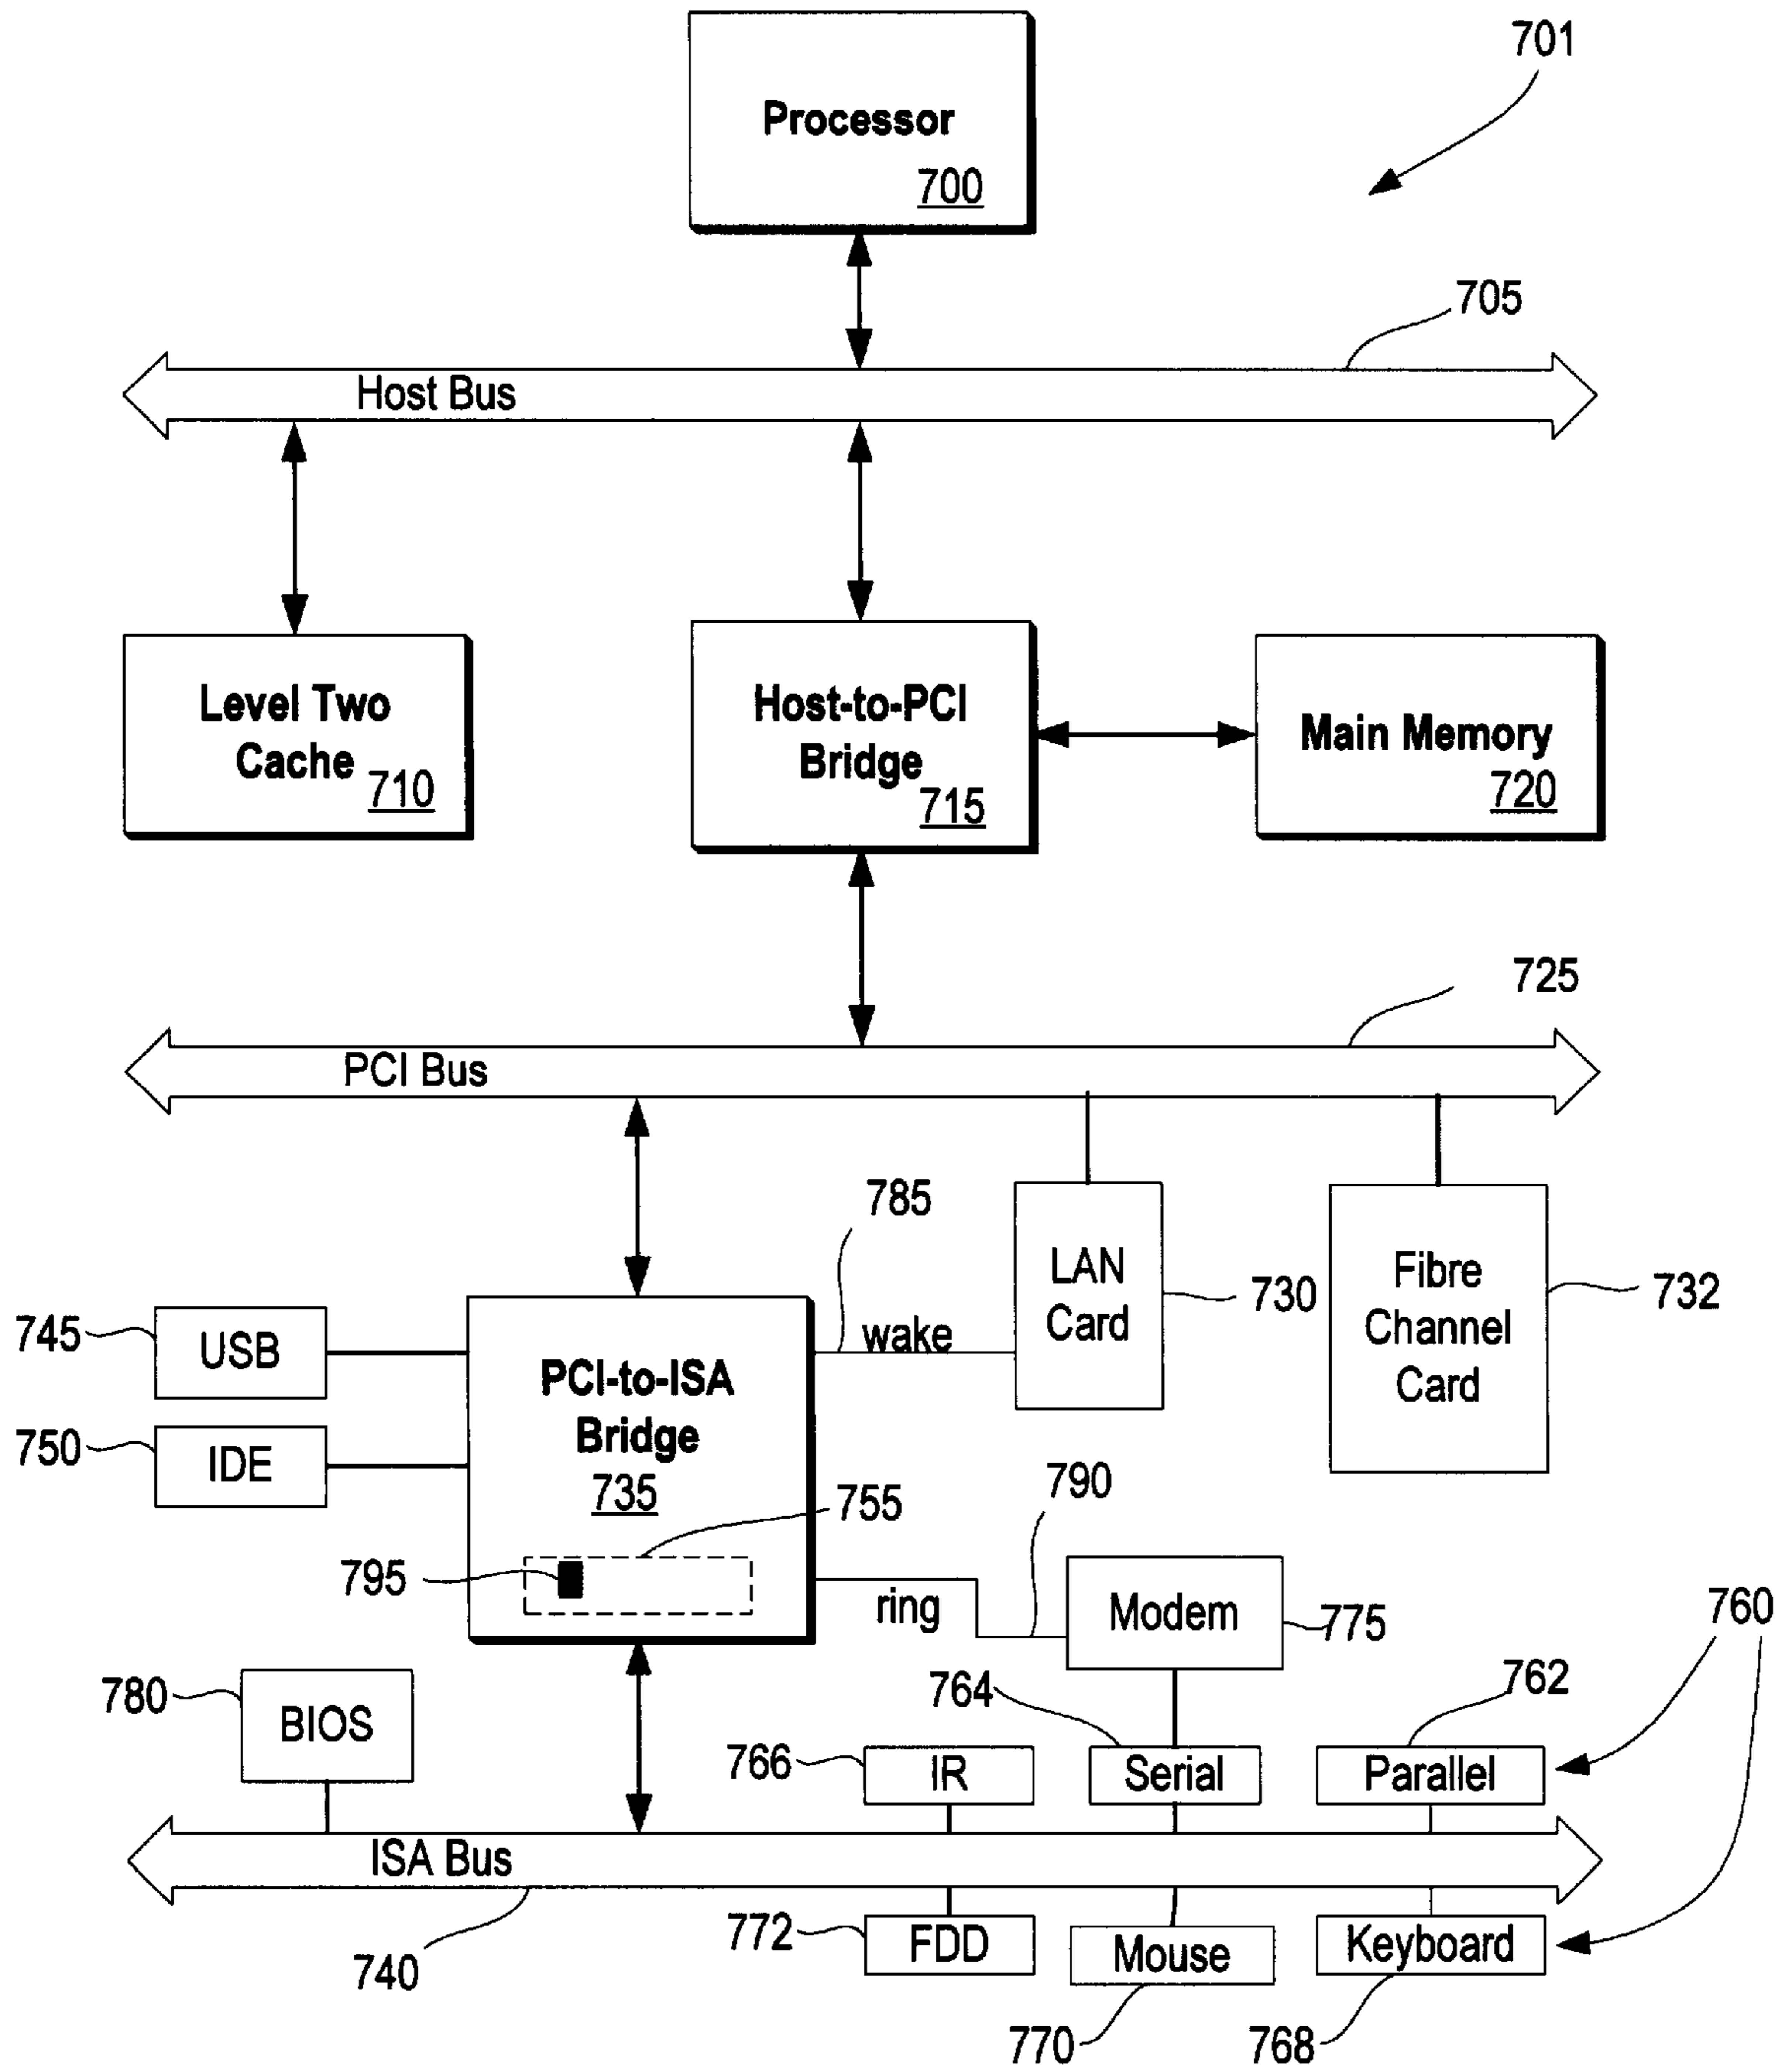 701
Processor
700
705
Host Bus
Level Two
Cache
710
Host-to-PCI
Bridge
715
Main Memory
720
725
PCI Bus
785
LAN
Card
730
Fibre
Channel
Card
732
745
USB
wake
PCI-to-ISA
Bridge
735
750
IDE
755
790
795
ring
Modem
775
760
780
BIOS
764
762
766
IR
Serial
Parallel
ISA Bus
740
772
FDD
Mouse
Keyboard
770
768